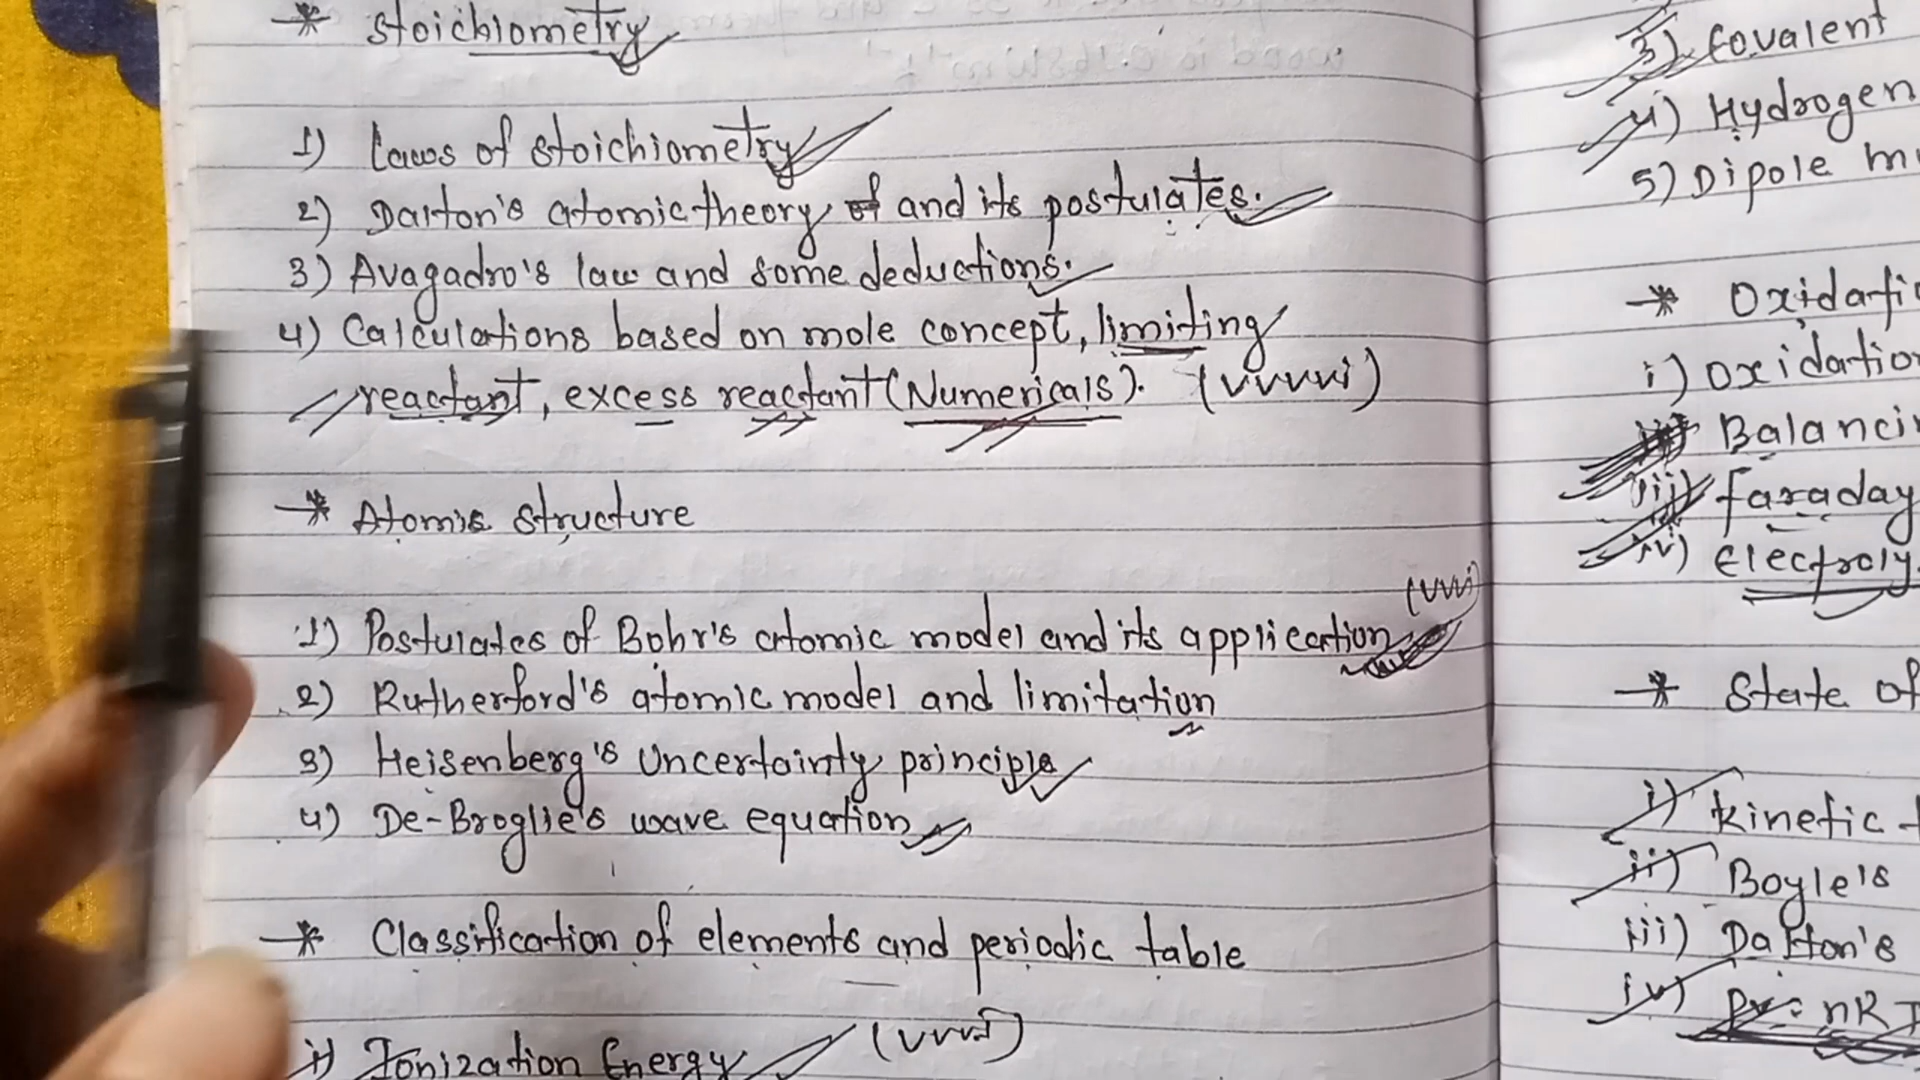 * Stoichiometry
1) Laws of stoichiometry
2) Dalton's atomic theory of and its postulates.
3) Avagadro's law and some deductions.
4) Calculations based on mole concept, limiting
reactant, excess reactant (Numericals). (vvvvi)
* Atomic structure
1) Postulates of Bohr's atomic model and its application (vvvi)
2) Rutherford's atomic model and limitation
3) Heisenberg's Uncertainty principle
4) De-Broglie's wave equation
* Classification of elements and periodic table
i) Ionization Energy (vvvi)
3) Covalent
4) Hydrogen
5) Dipole m
* Oxidati
i) Oxidation
Balanci
iii) faraday
iv) Electroly
* State of
i) Kinetic
ii) Boyle's
iii) Dalton's
iv) PV = nRT